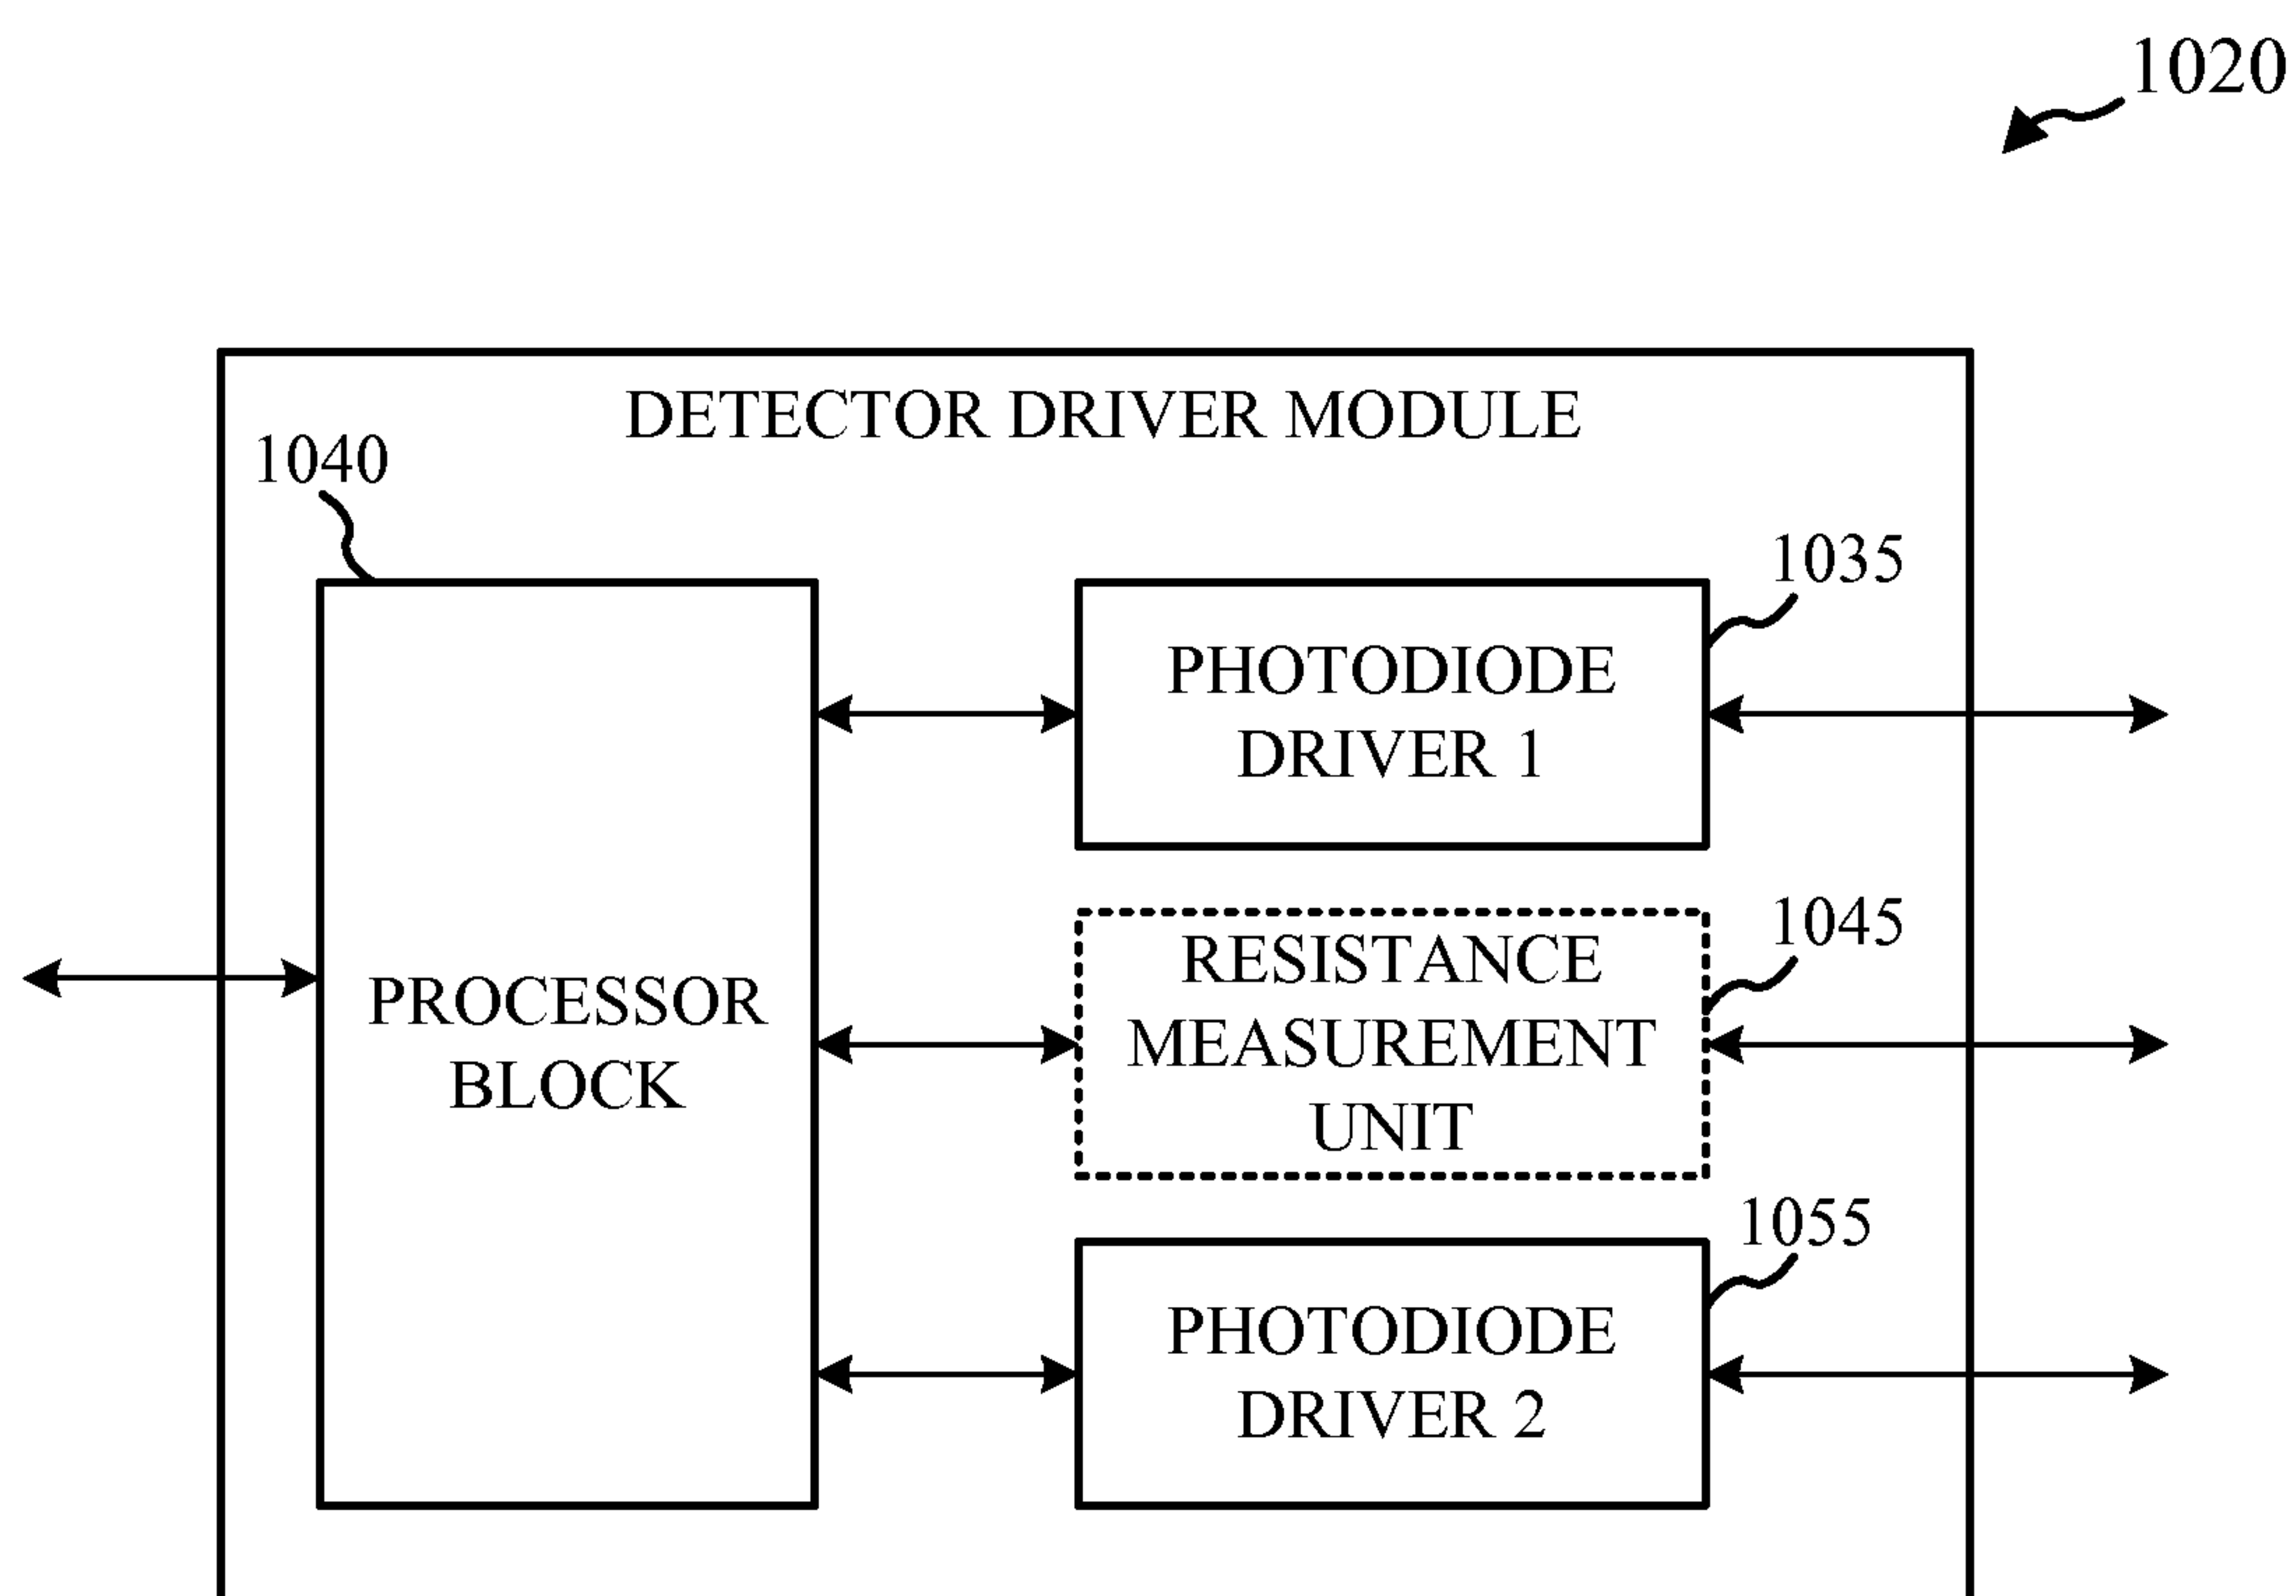 1020
DETECTOR DRIVER MODULE
1040
1035
PHOTODIODE
DRIVER 1
1045
RESISTANCE
MEASUREMENT
UNIT
PROCESSOR
BLOCK
1055
PHOTODIODE
DRIVER 2